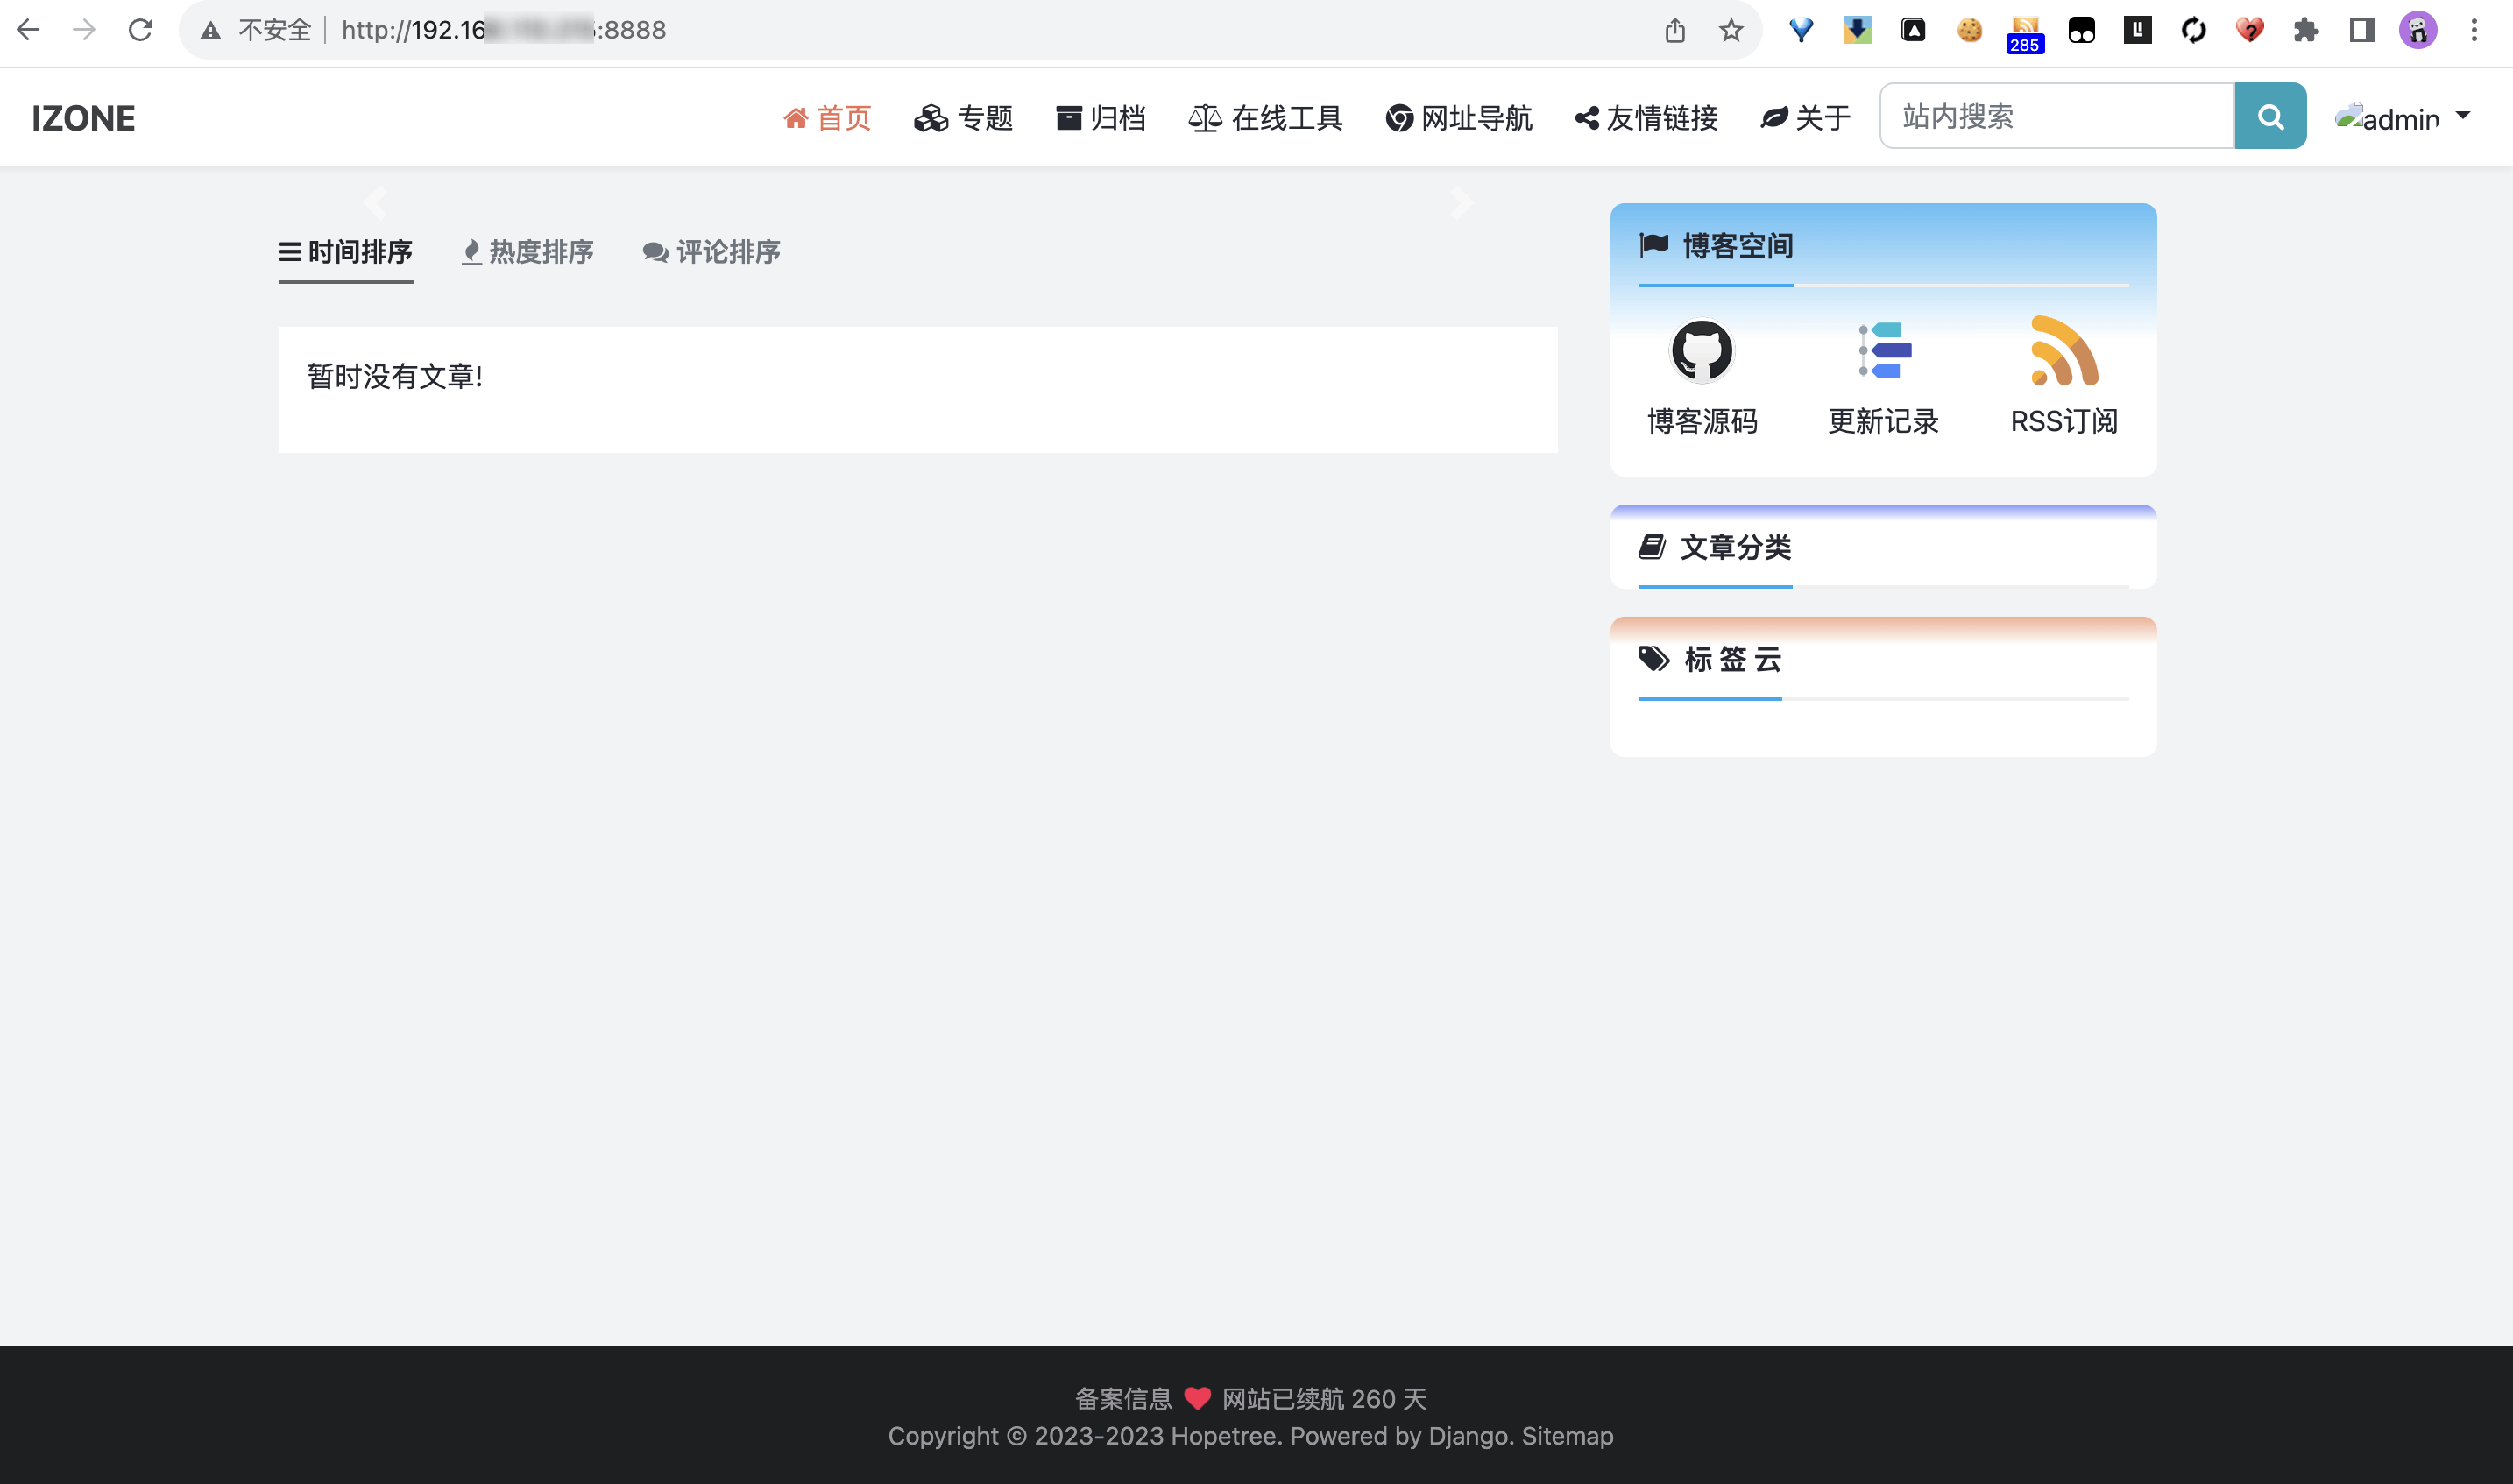 不安全 http://192.16 :8888
285
IZONE 首页 专题 归档 在线工具 网址导航 友情链接 关于 站内搜索 admin
时间排序 热度排序 评论排序
暂时没有文章!
博客空间
博客源码 更新记录 RSS订阅
文章分类
标 签 云
备案信息 网站已续航 260 天
Copyright © 2023-2023 Hopetree. Powered by Django. Sitemap